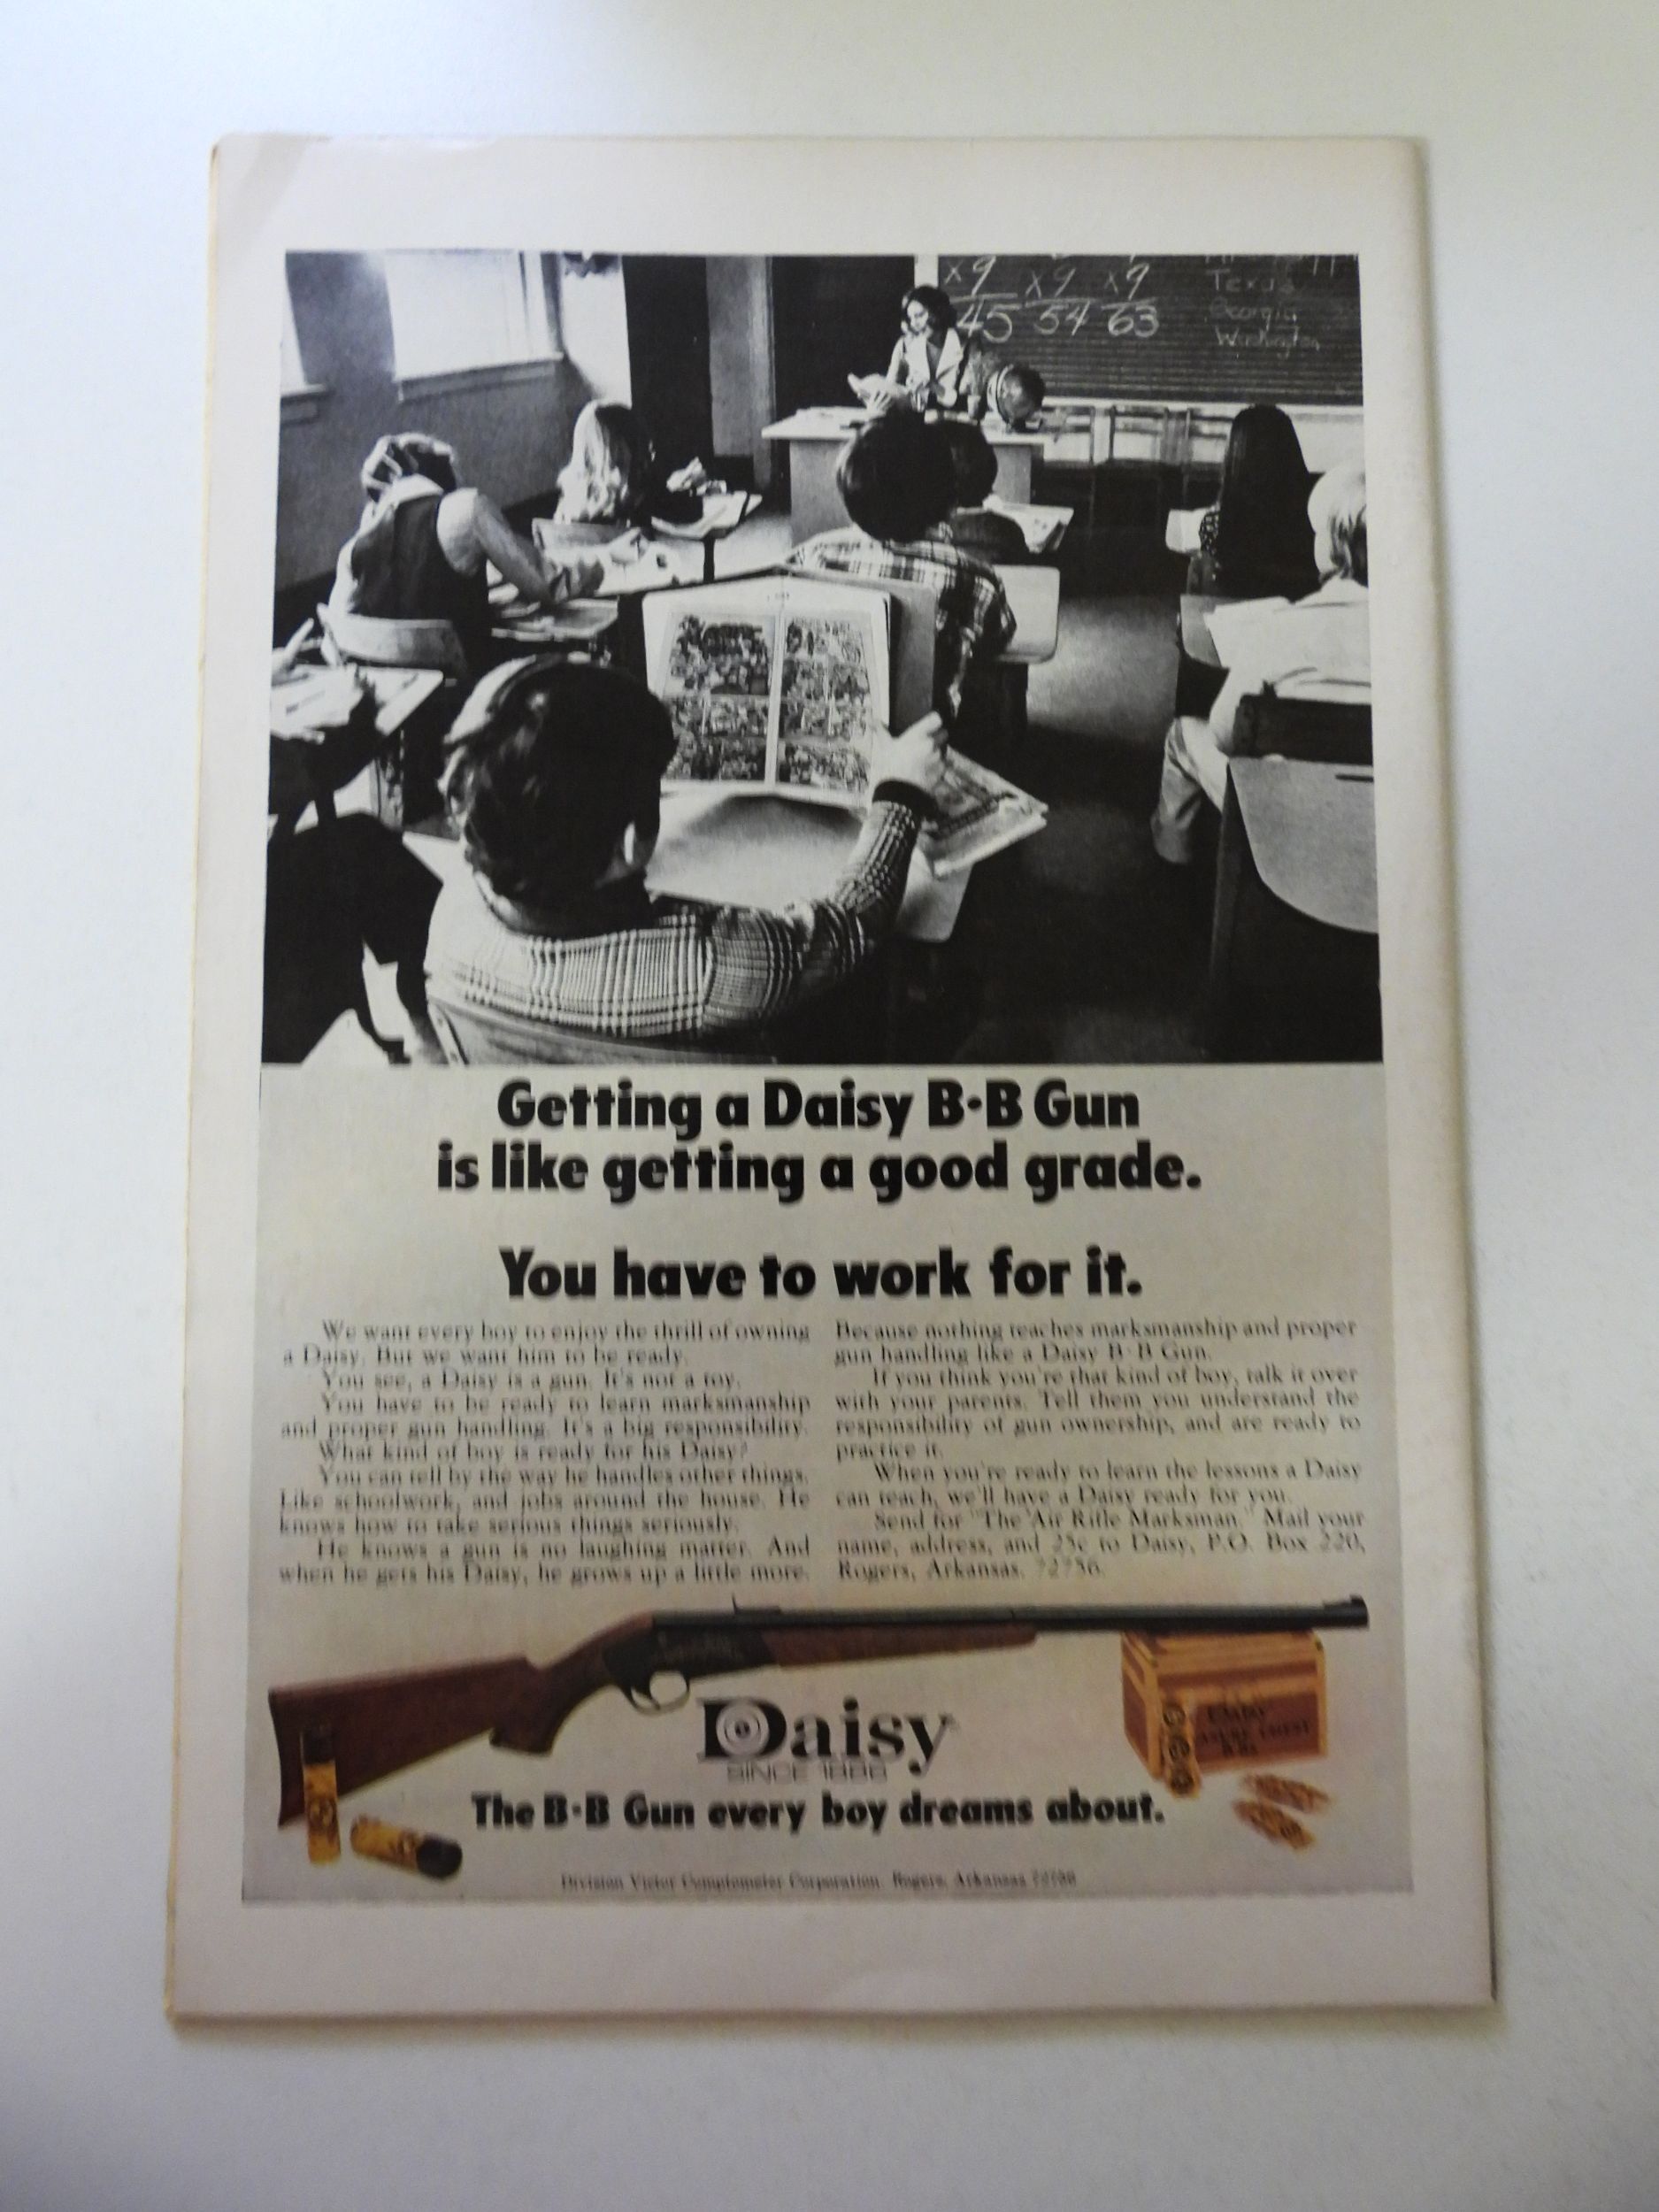 x9 x9 x9
45 54 63
Texas
Georgia
Washington
Getting a Daisy B·B Gun
is like getting a good grade.
You have to work for it.
We want every boy to enjoy the thrill of owning
a Daisy. But we want him to be ready.
You see, a Daisy is a gun. It's not a toy.
You have to be ready to learn marksmanship
and proper gun handling. It's a big responsibility.
What kind of boy is ready for his Daisy?
You can tell by the way he handles other things.
Like schoolwork, and jobs around the house. He
knows how to take serious things seriously.
He knows a gun is no laughing matter. And
when he gets his Daisy, he grows up a little more.
Because nothing teaches marksmanship and proper
gun handling like a Daisy B·B Gun.
If you think you're that kind of boy, talk it over
with your parents. Tell them you understand the
responsibility of gun ownership, and are ready to
practice it.
When you're ready to learn the lessons a Daisy
can teach, we'll have a Daisy ready for you.
Send for "The Air Rifle Marksman." Mail your
name, address, and 25c to Daisy, P.O. Box 220,
Rogers, Arkansas. 72756.
Daisy
SINCE 1886
The B·B Gun every boy dreams about.
Division Victor Comptometer Corporation Rogers, Arkansas 72756